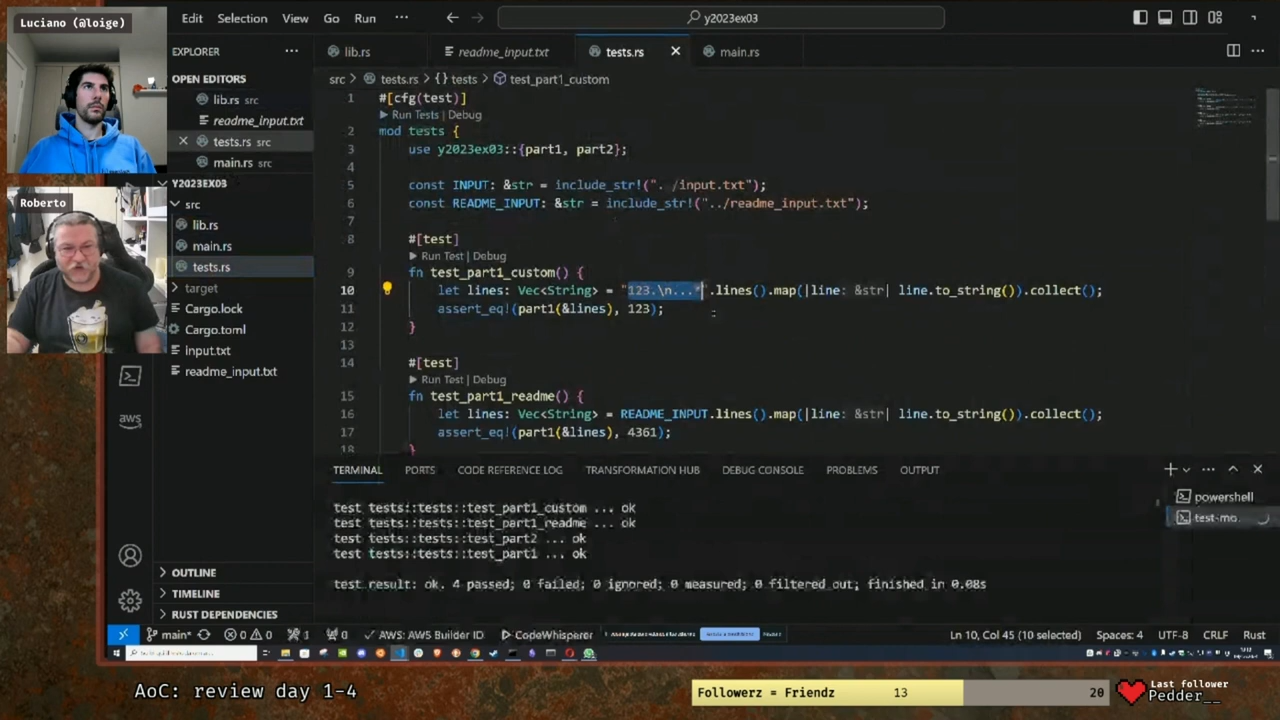 Luciano (@loige)
Roberto
Edit Selection View Go Run ... y2023ex03
EXPLORER ...
OPEN EDITORS
lib.rs src
readme_input.txt
tests.rs src
main.rs src
Y2023EX03
src
lib.rs
main.rs
tests.rs
target
Cargo.lock
Cargo.toml
input.txt
readme_input.txt
aws
OUTLINE
TIMELINE
RUST DEPENDENCIES
lib.rs readme_input.txt tests.rs main.rs
src > tests.rs > {} tests > test_part1_custom
1 #[cfg(test)]
Run Tests | Debug
2 mod tests {
3 use y2023ex03::{part1, part2};
4
5 const INPUT: &str = include_str!("../input.txt");
6 const README_INPUT: &str = include_str!("../readme_input.txt");
7
8 #[test]
Run Test | Debug
9 fn test_part1_custom() {
10 let lines: Vec<String> = "123.\n...*".lines().map(|line: &str| line.to_string()).collect();
11 assert_eq!(part1(&lines), 123);
12 }
13
14 #[test]
Run Test | Debug
15 fn test_part1_readme() {
16 let lines: Vec<String> = README_INPUT.lines().map(|line: &str| line.to_string()).collect();
17 assert_eq!(part1(&lines), 4361);
18 }
TERMINAL PORTS CODE REFERENCE LOG TRANSFORMATION HUB DEBUG CONSOLE PROBLEMS OUTPUT
test tests::tests::test_part1_custom ... ok
test tests::tests::test_part1_readme ... ok
test tests::tests::test_part2 ... ok
test tests::tests::test_part1 ... ok
test result: ok. 4 passed; 0 failed; 0 ignored; 0 measured; 0 filtered out; finished in 0.08s
powershell
test-mo.
main* 0 0 1 0 AWS: AWS Builder ID CodeWhisperer Ln 10, Col 45 (10 selected) Spaces: 4 UTF-8 CRLF Rust
AoC: review day 1-4
Followerz = Friendz 13 20
Last follower
Pedder__